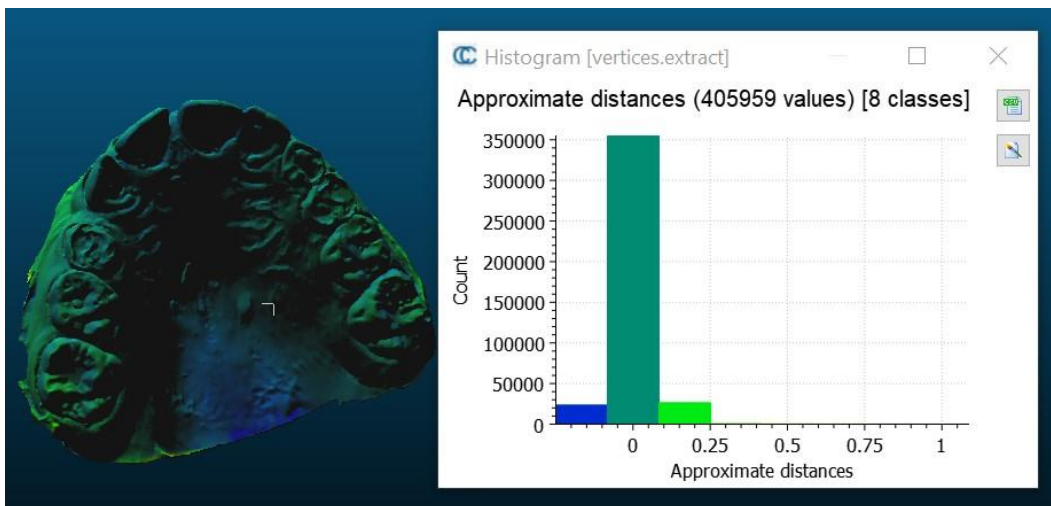 Histogram [vertices.extract]
Approximate distances (405959 values) [8 classes]
CSV
350000
300000
250000
200000
150000
100000
50000
0
Count
0 0.25 0.5 0.75 1
Approximate distances